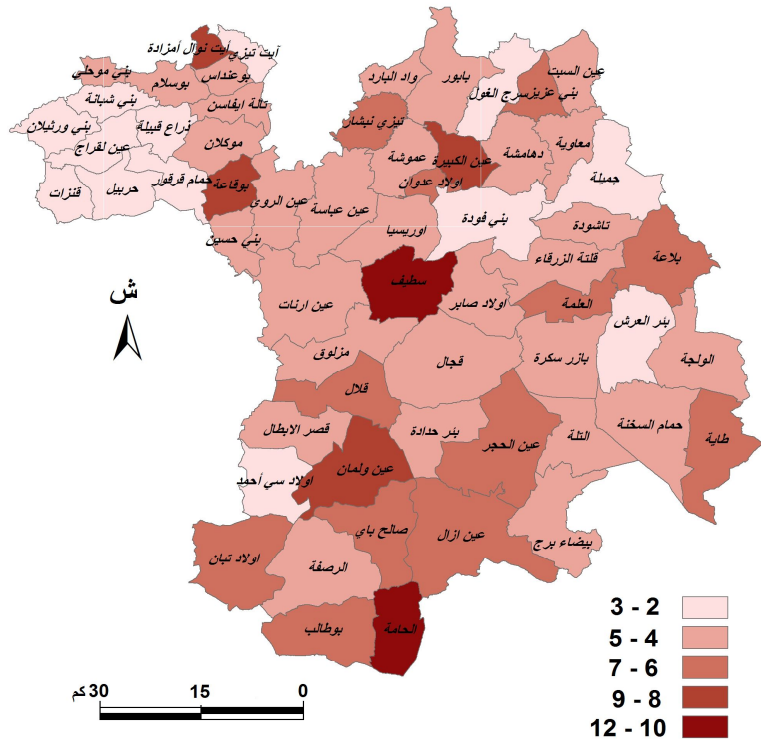 آيت نوال أمزادة
آيت تيزي
بني موحلي
بوسلام
بوعنداس
واد البارد
بابور
سرج الغول
بني عزيز
عين السبت
بني شبانة
تالة ايفاسن
تيزي نبشار
بني ورثيلان
ذراع قبيلة
عين لقراج
موكلان
عموشة
عين الكبيرة
دهامشة
معاوية
جميلة
قنزات
حربيل
حمام قرقور
بوقاعة
عين الروي
عين عباسة
اولاد عدوان
بني فودة
تاشودة
بني حسين
اوريسيا
قلتة الزرقاء
بلاعة
ش
عين ارنات
سطيف
اولاد صابر
العلمة
بئر العرش
مزلوق
قجال
بازر سكرة
الولجة
قلال
قصر الابطال
بئر حدادة
عين الحجر
التلة
حمام السخنة
طاية
اولاد سي أحمد
عين ولمان
صالح باي
عين ازال
بيضاء برج
اولاد تبان
الرصفة
بوطالب
الحامة
3 - 2
5 - 4
7 - 6
9 - 8
12 - 10
30 كم
15
0